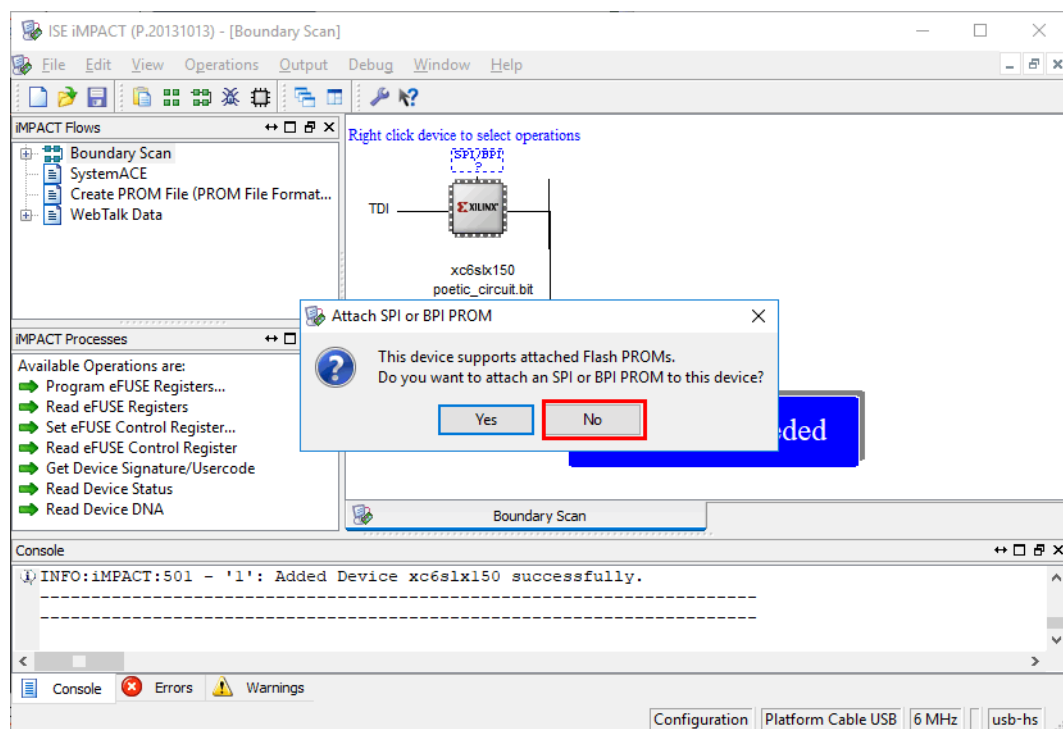 ISE iMPACT (P.20131013) - [Boundary Scan]
File Edit View Operations Output Debug Window Help
iMPACT Flows
Boundary Scan
SystemACE
Create PROM File (PROM File Format...
WebTalk Data
Right click device to select operations
SPI/BPI
?
TDI
XILINX
xc6slx150
poetic_circuit.bit
Attach SPI or BPI PROM
This device supports attached Flash PROMs.
Do you want to attach an SPI or BPI PROM to this device?
Yes No
eded
iMPACT Processes
Available Operations are:
Program eFUSE Registers...
Read eFUSE Registers
Set eFUSE Control Register...
Read eFUSE Control Register
Get Device Signature/Usercode
Read Device Status
Read Device DNA
Boundary Scan
Console
INFO:iMPACT:501 - '1': Added Device xc6slx150 successfully.
----------------------------------------------------------------------
----------------------------------------------------------------------
Console Errors Warnings
Configuration Platform Cable USB 6 MHz usb-hs